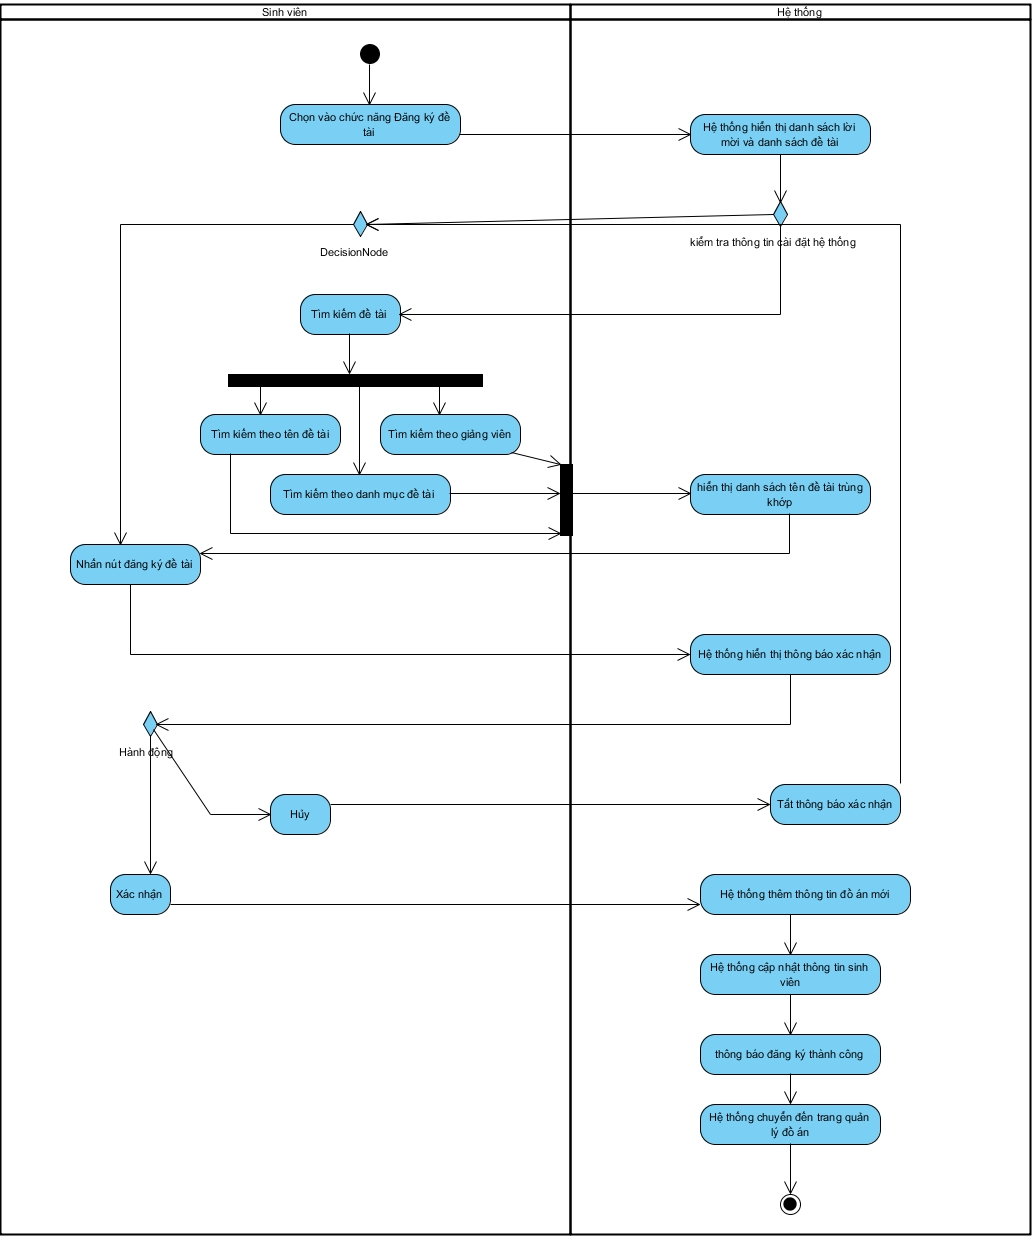 Sinh viên
Hệ thống
Chọn vào chức năng Đăng ký đề
tài
Hệ thống hiển thị danh sách lời
mời và danh sách đề tài
DecisionNode
kiểm tra thông tin cài đặt hệ thống
Tìm kiếm đề tài
Tìm kiếm theo tên đề tài
Tìm kiếm theo giảng viên
Tìm kiếm theo danh mục đề tài
hiển thị danh sách tên đề tài trùng
khớp
Nhấn nút đăng ký đề tài
Hệ thống hiển thị thông báo xác nhận
Hành động
Hủy
Tắt thông báo xác nhận
Xác nhận
Hệ thống thêm thông tin đồ án mới
Hệ thống cập nhật thông tin sinh
viên
thông báo đăng ký thành công
Hệ thống chuyển đến trang quản
lý đồ án